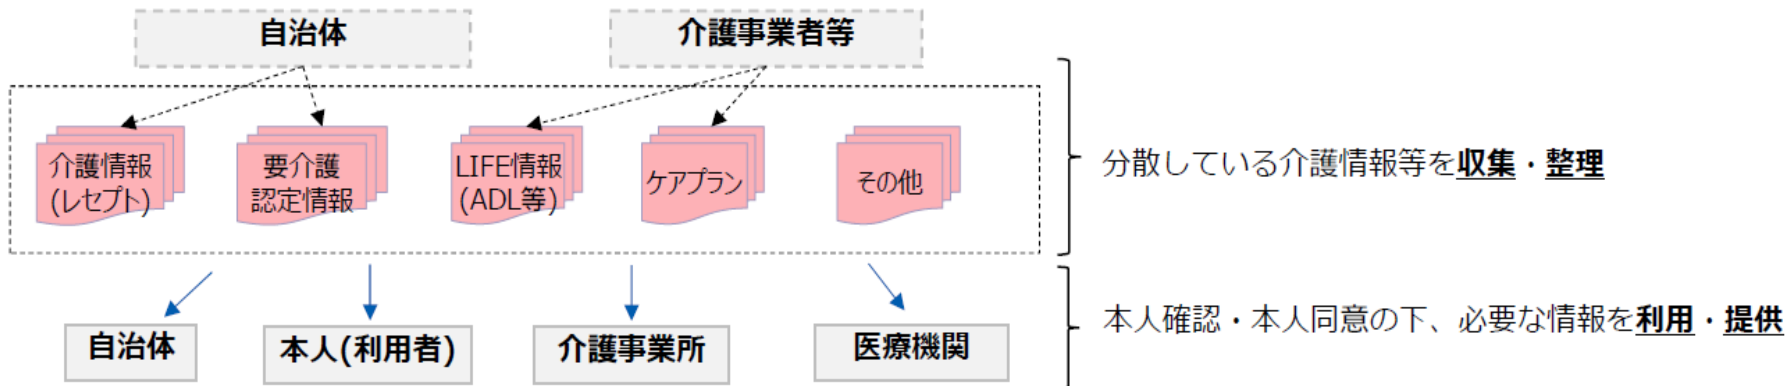 自治体
介護事業者等
介護情報
(レセプト)
要介護
認定情報
LIFE情報
(ADL等)
ケアプラン
その他
分散している介護情報等を収集・整理
自治体
本人(利用者)
介護事業所
医療機関
本人確認・本人同意の下、必要な情報を利用・提供